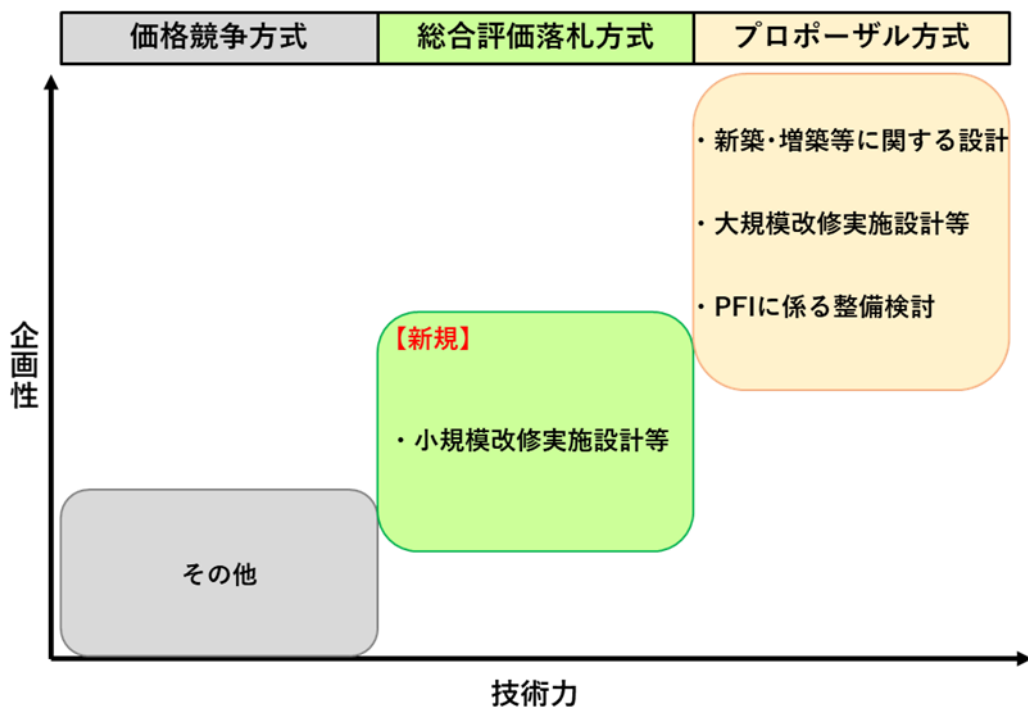 価格競争方式
総合評価落札方式
プロポーザル方式
・新築・増築等に関する設計
・大規模改修実施設計等
・PFIに係る整備検討
【新規】
・小規模改修実施設計等
その他
企画性
技術力